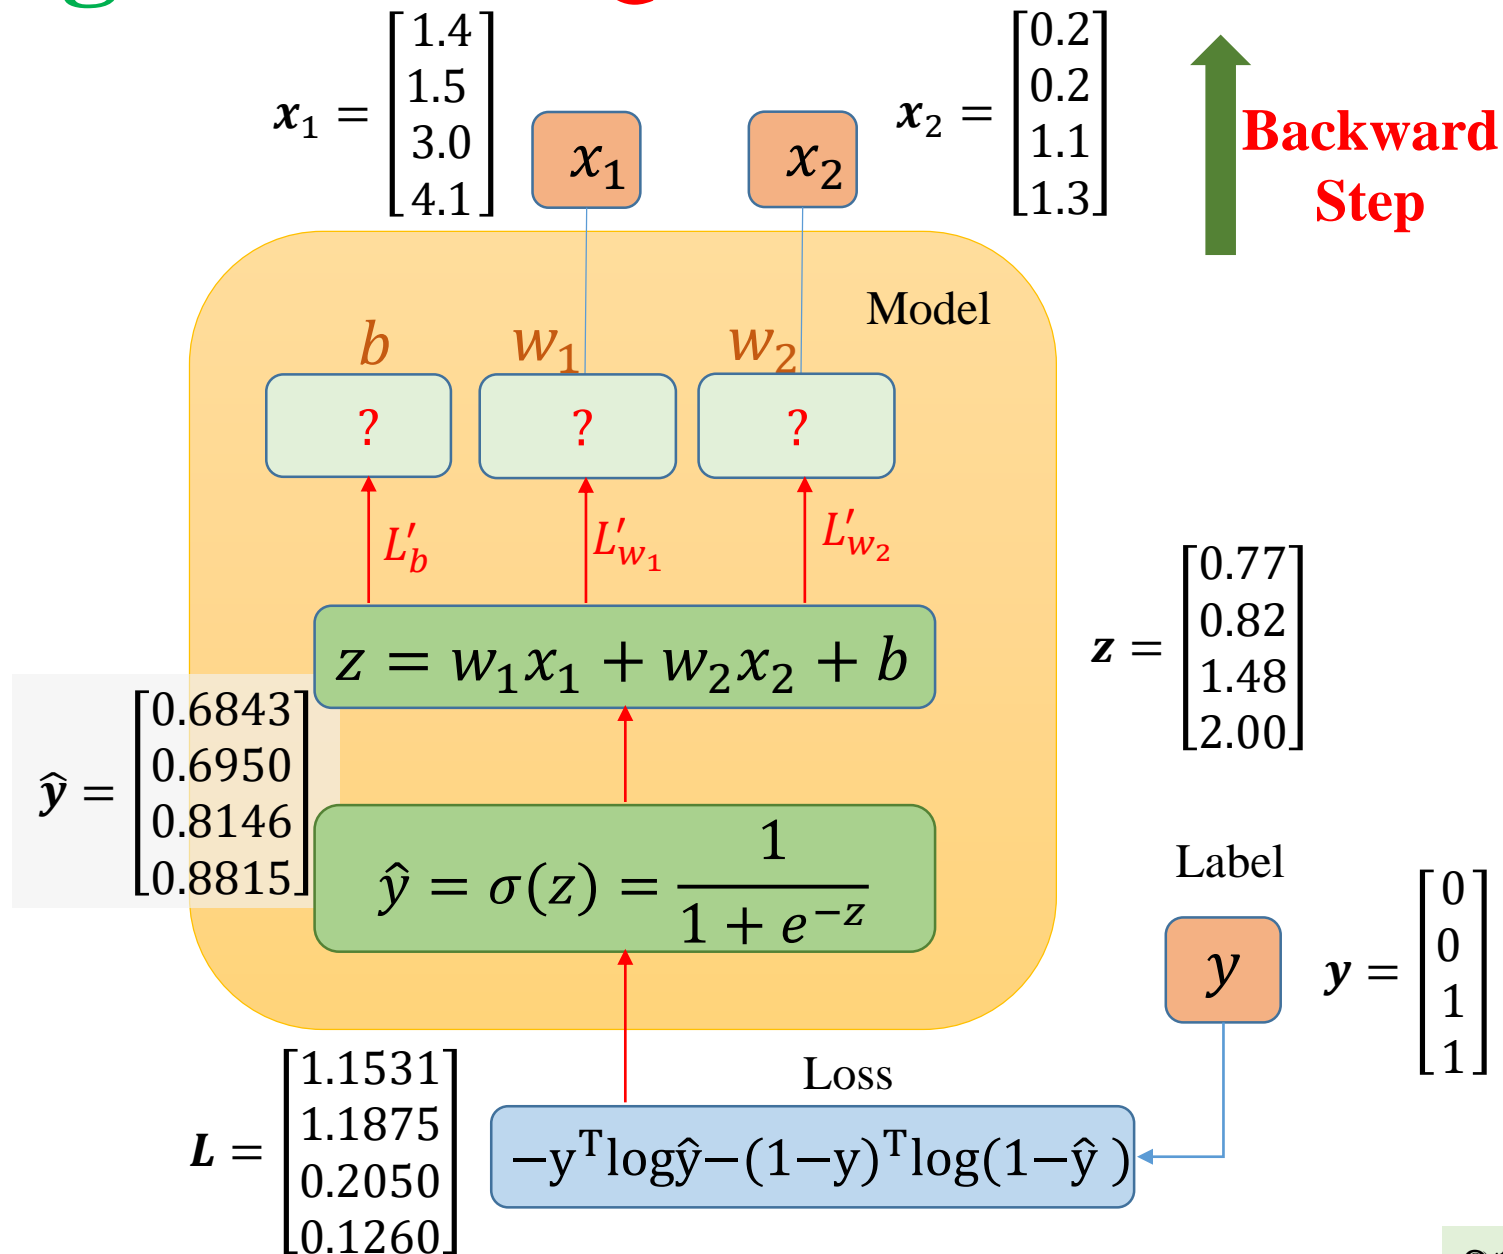 x₁ = [1.4 1.5 3.0 4.1]
x₁
x₂
x₂ = [0.2 0.2 1.1 1.3]
Backward
Step
Model
b
w₁
w₂
?
?
?
L′_b
L′_{w₁}
L′_{w₂}
z = w₁x₁ + w₂x₂ + b
z = [0.77 0.82 1.48 2.00]
ŷ = [0.6843 0.6950 0.8146 0.8815]
ŷ = σ(z) = 1/(1 + e^{−z})
Label
y
y = [0 0 1 1]
Loss
L = [1.1531 1.1875 0.2050 0.1260]
−yᵀlogŷ−(1−y)ᵀlog(1−ŷ )